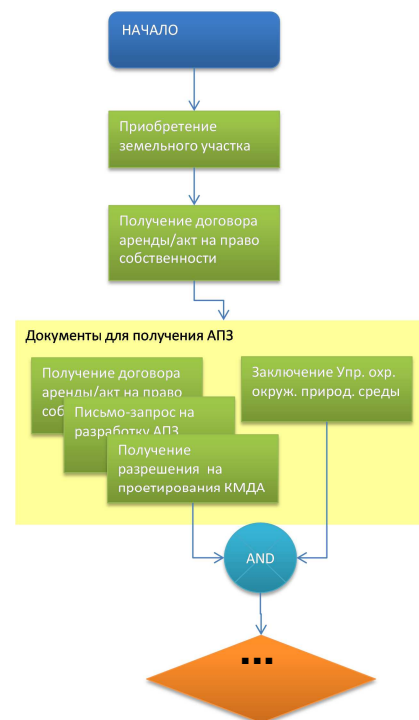 НАЧАЛО
Приобретение
земельного участка
Получение договора
аренды/акт на право
собственности
Документы для получения АПЗ
Получение договора
аренды/акт на право
Письмо-запрос на
разработку АПЗ
Получение
разрешения на
проетирования КМДА
Заключение Упр. охр.
окруж. природ. среды
AND
...